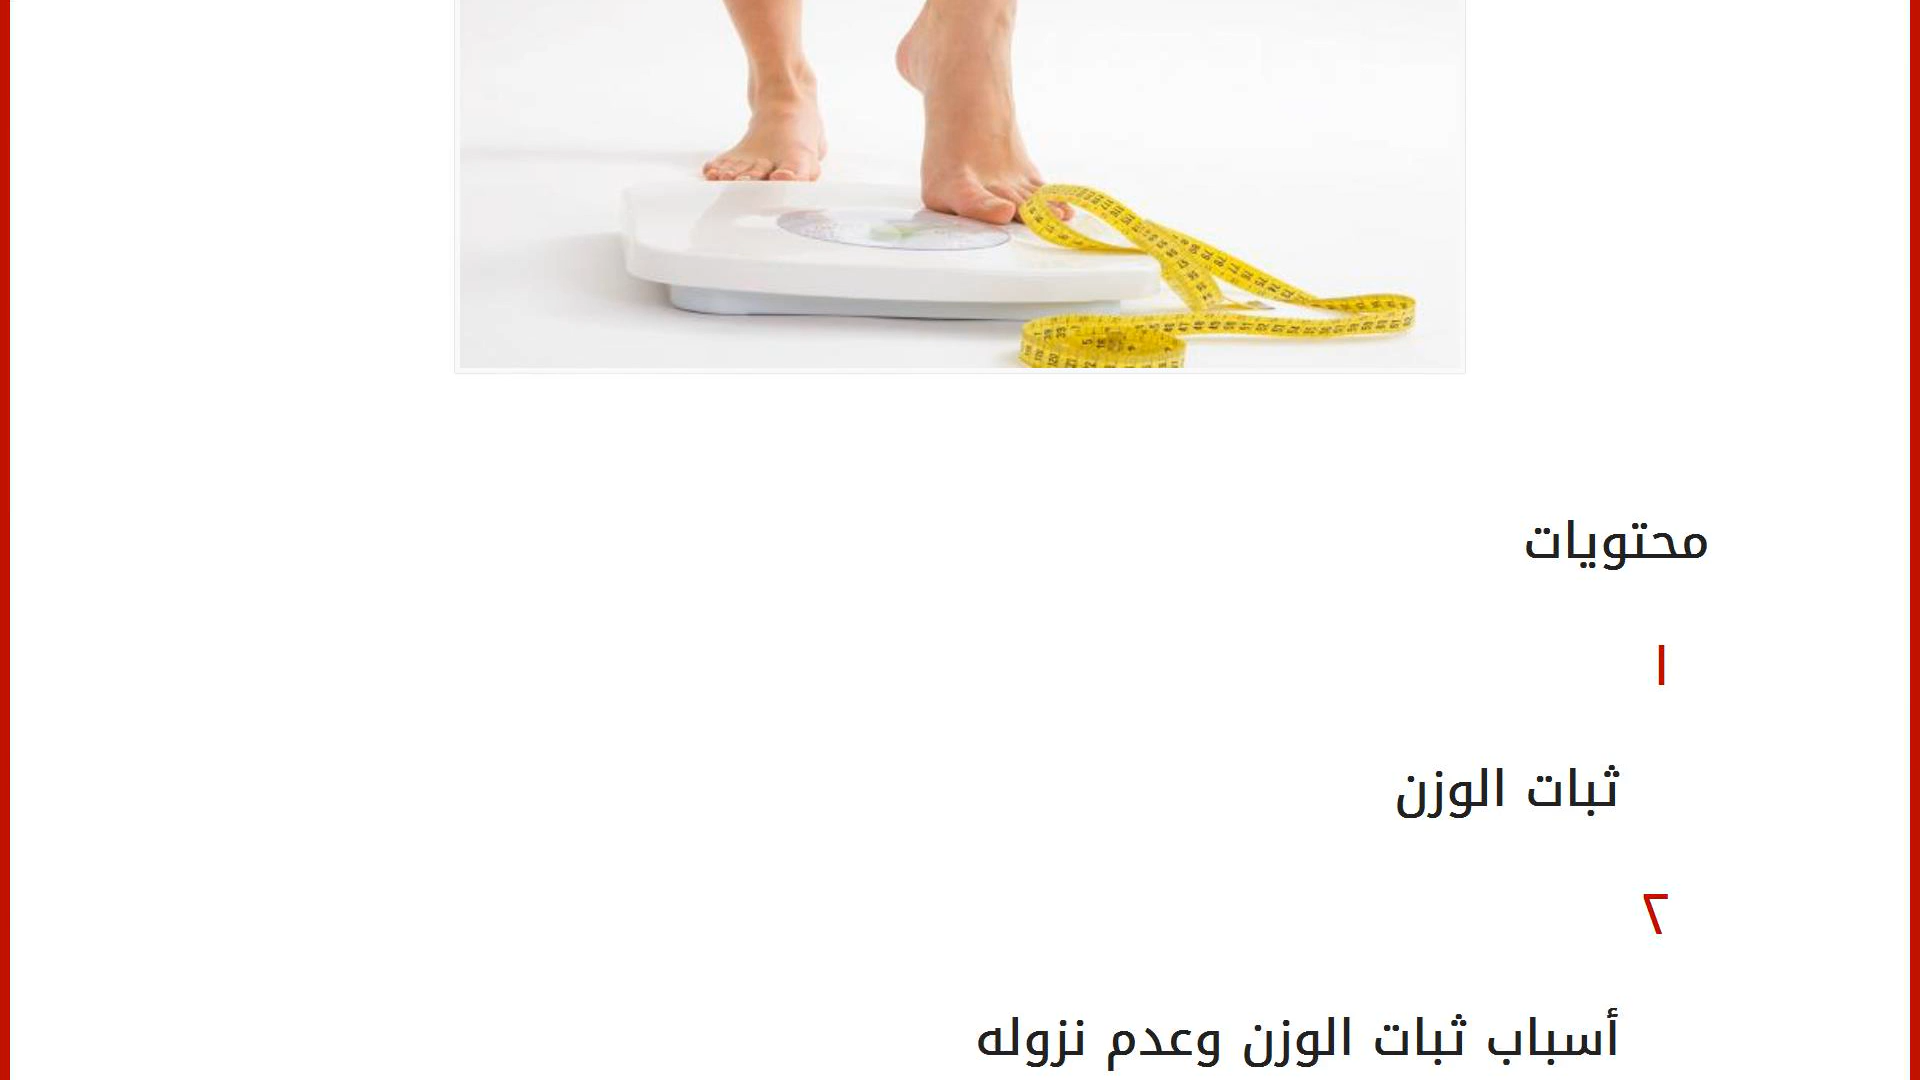 محتويات
١
ثبات الوزن
٢
أسباب ثبات الوزن وعدم نزوله